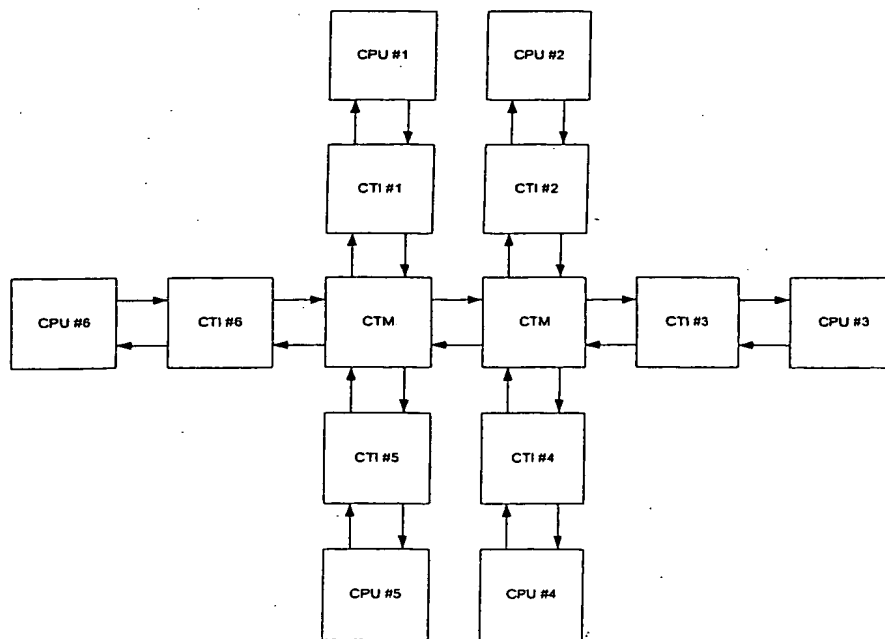 CPU #1
CPU #2
CTI #1
CTI #2
CPU #6
CTI #6
CTM
CTM
CTI #3
CPU #3
CTI #5
CTI #4
CPU #5
CPU #4